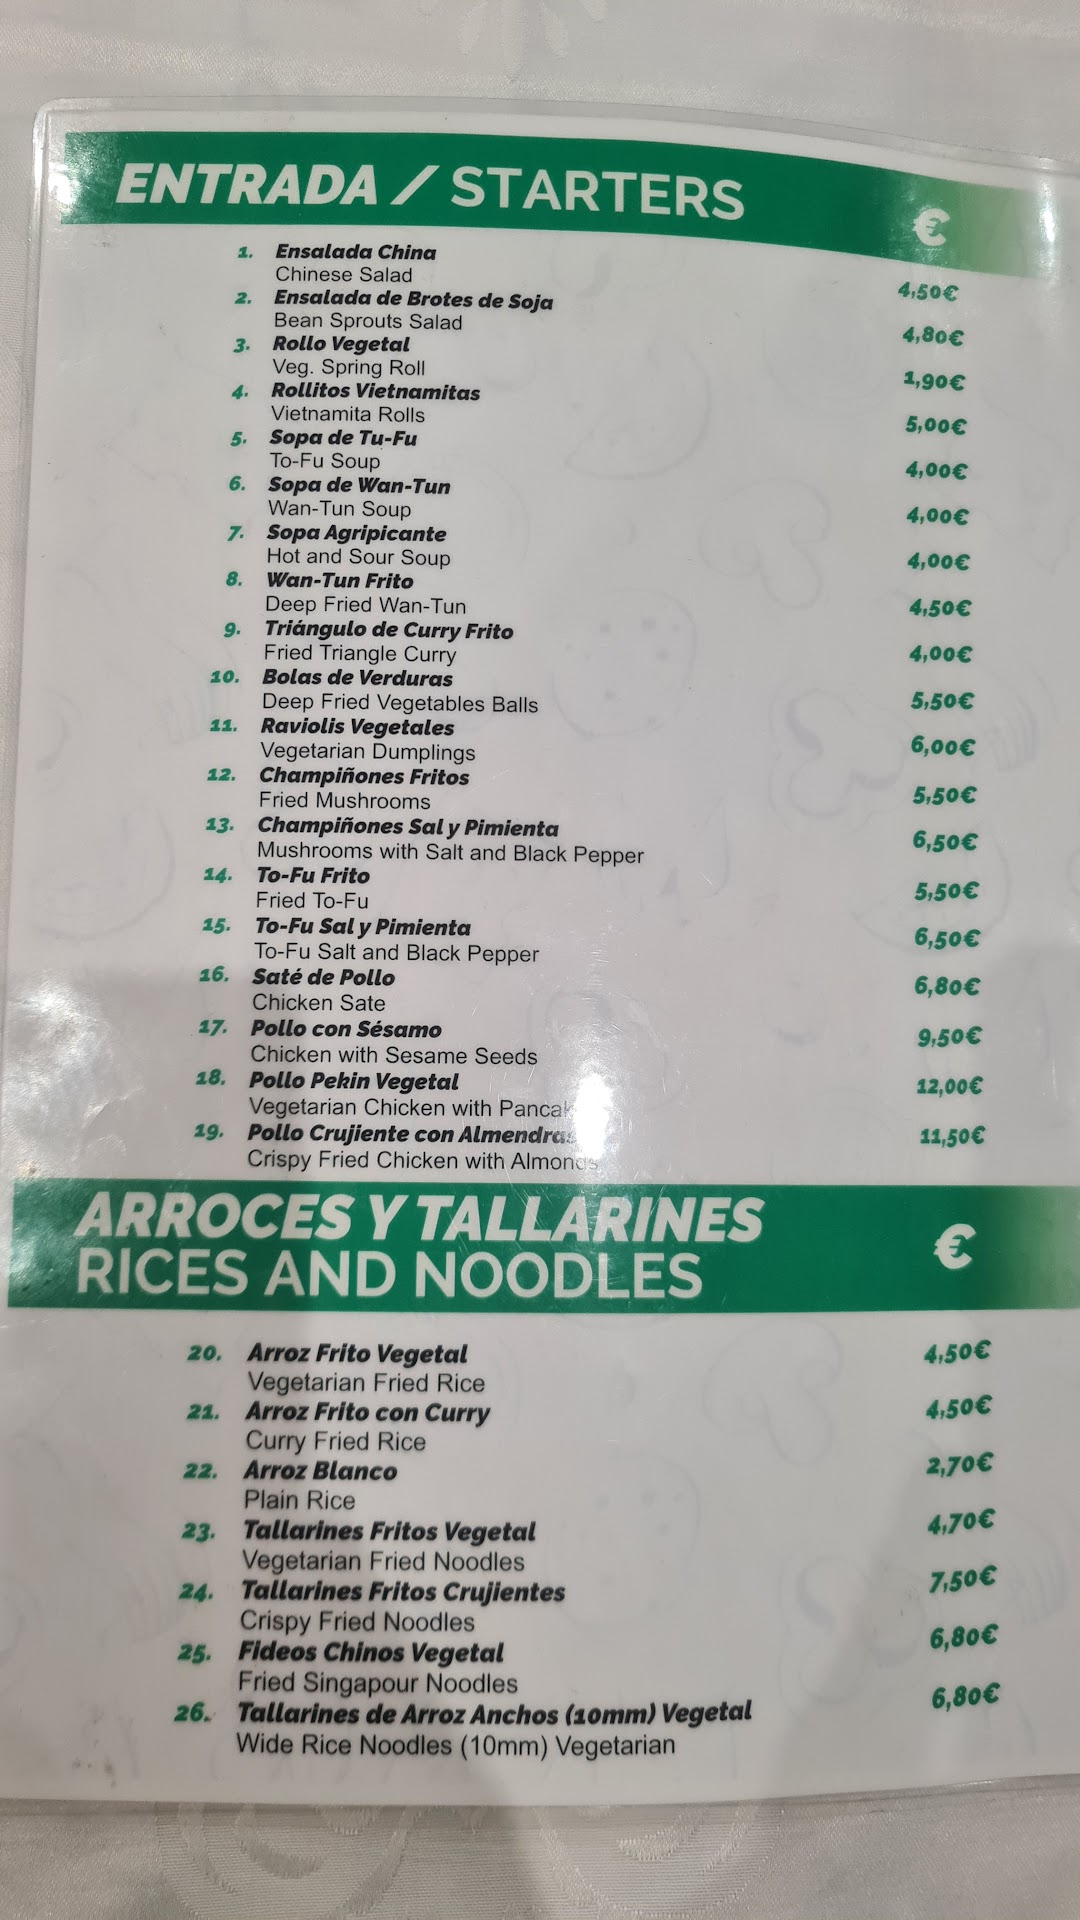 ENTRADA / STARTERS €
1. Ensalada China
Chinese Salad 4,50€
2. Ensalada de Brotes de Soja
Bean Sprouts Salad 4,80€
3. Rollo Vegetal
Veg. Spring Roll 1,90€
4. Rollitos Vietnamitas
Vietnamita Rolls 5,00€
5. Sopa de Tu-Fu
To-Fu Soup 4,00€
6. Sopa de Wan-Tun
Wan-Tun Soup 4,00€
7. Sopa Agripicante
Hot and Sour Soup 4,00€
8. Wan-Tun Frito
Deep Fried Wan-Tun 4,50€
9. Triángulo de Curry Frito
Fried Triangle Curry 4,00€
10. Bolas de Verduras
Deep Fried Vegetables Balls 5,50€
11. Raviolis Vegetales
Vegetarian Dumplings 6,00€
12. Champiñones Fritos
Fried Mushrooms 5,50€
13. Champiñones Sal y Pimienta
Mushrooms with Salt and Black Pepper 6,50€
14. To-Fu Frito
Fried To-Fu 5,50€
15. To-Fu Sal y Pimienta
To-Fu Salt and Black Pepper 6,50€
16. Saté de Pollo
Chicken Sate 6,80€
17. Pollo con Sésamo
Chicken with Sesame Seeds 9,50€
18. Pollo Pekin Vegetal
Vegetarian Chicken with 12,00€
19. Pollo Crujiente con Almendras
Crispy Fried Chicken with Almonds 11,50€
ARROCES Y TALLARINES
RICES AND NOODLES €
20. Arroz Frito Vegetal 4,50€
Vegetarian Fried Rice
21. Arroz Frito con Curry 4,50€
Curry Fried Rice
22. Arroz Blanco 2,70€
Plain Rice
23. Tallarines Fritos Vegetal 4,70€
Vegetarian Fried Noodles
24. Tallarines Fritos Crujientes 7,50€
Crispy Fried Noodles
25. Fideos Chinos Vegetal 6,80€
Fried Singapour Noodles
26. Tallarines de Arroz Anchos (10mm) Vegetal 6,80€
Wide Rice Noodles (10mm) Vegetarian